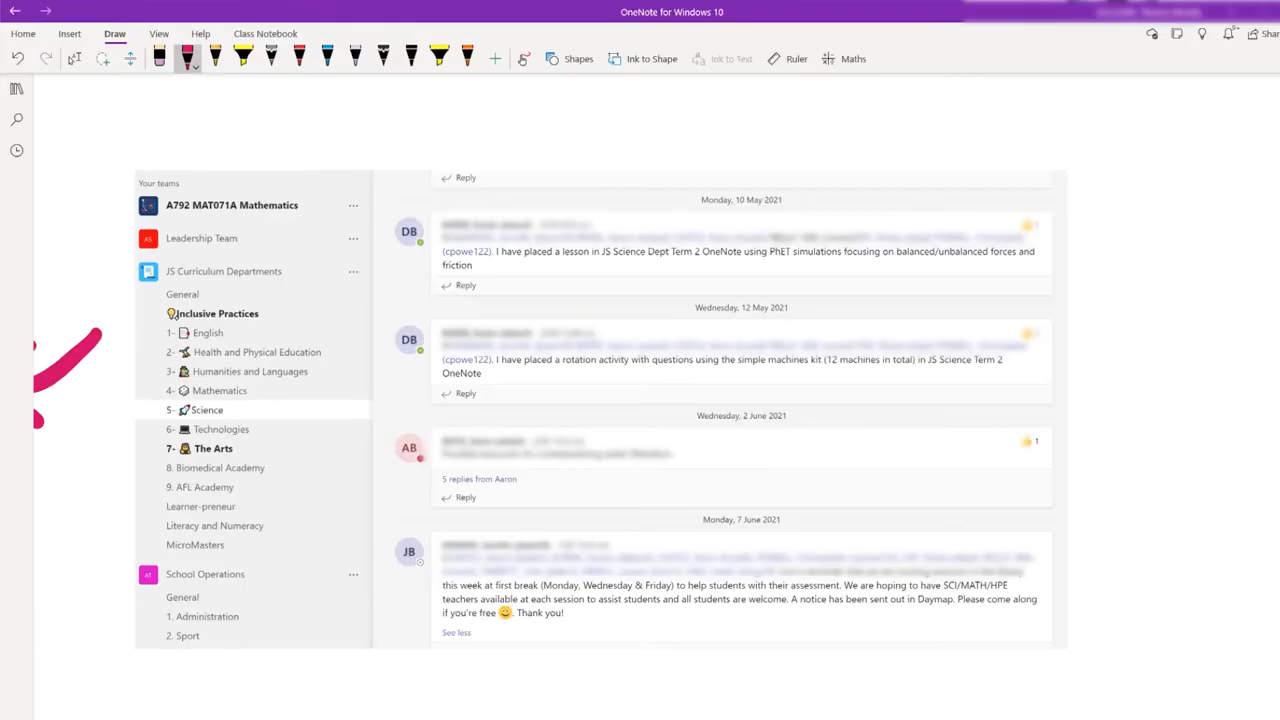 OneNote for Windows 10
Home Insert Draw View Help Class Notebook
Shapes Ink to Shape Ink to Text Ruler Maths
Shar
Your teams
A792 MAT071A Mathematics
AS Leadership Team
JS Curriculum Departments
General
Inclusive Practices
1- English
2- Health and Physical Education
3- Humanities and Languages
4- Mathematics
5- Science
6- Technologies
7- The Arts
8. Biomedical Academy
9. AFL Academy
Learner-preneur
Literacy and Numeracy
MicroMasters
AT School Operations
General
1. Administration
2. Sport
Reply
Monday, 10 May 2021
DB
1
(cpowe122). I have placed a lesson in JS Science Dept Term 2 OneNote using PhET simulations focusing on balanced/unbalanced forces and
friction
Reply
Wednesday, 12 May 2021
DB
(cpowe122). I have placed a rotation activity with questions using the simple machines kit (12 machines in total) in JS Science Term 2
OneNote
Reply
Wednesday, 2 June 2021
AB
1
5 replies from Aaron
Reply
Monday, 7 June 2021
JB
this week at first break (Monday, Wednesday & Friday) to help students with their assessment. We are hoping to have SCI/MATH/HPE
teachers available at each session to assist students and all students are welcome. A notice has been sent out in Daymap. Please come along
if you're free 😀. Thank you!
See less